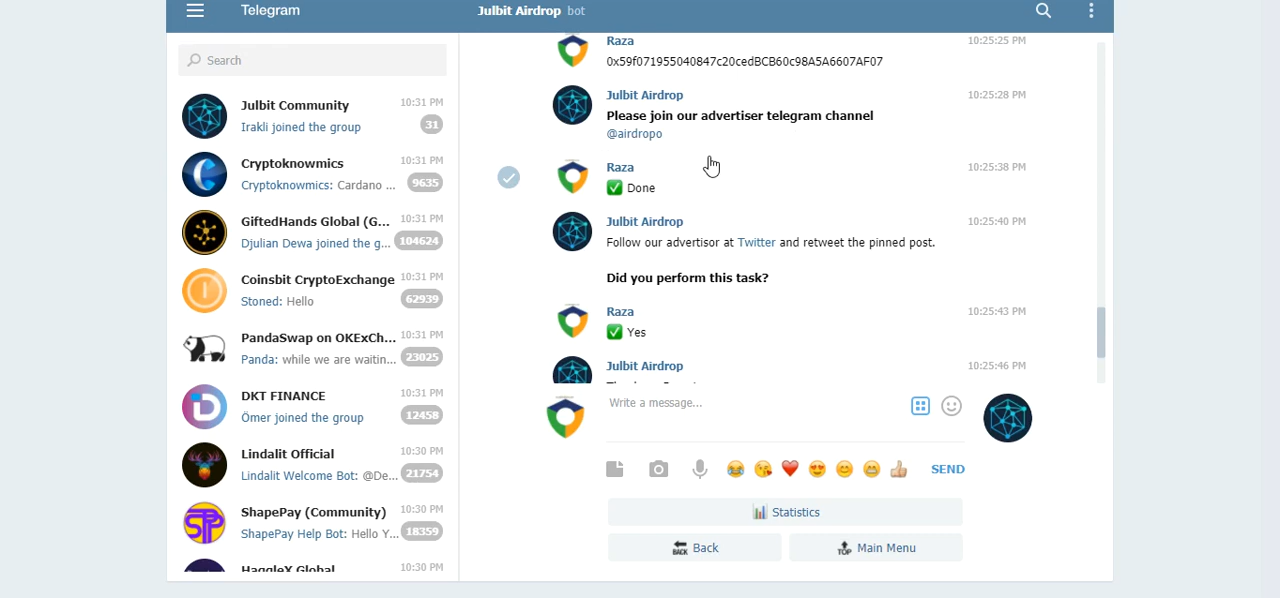 Telegram
Julbit Airdrop bot
Search
Julbit Community 10:31 PM
Irakli joined the group 31
Cryptoknowmics 10:31 PM
Cryptoknowmics: Cardano ... 9635
GiftedHands Global (G... 10:31 PM
Djulian Dewa joined the g... 104624
Coinsbit CryptoExchange 10:31 PM
Stoned: Hello 62939
PandaSwap on OKExCh... 10:31 PM
Panda: while we are waitin... 23025
DKT FINANCE 10:31 PM
Ömer joined the group 12458
Lindalit Official 10:30 PM
Lindalit Welcome Bot: @De... 21754
ShapePay (Community) 10:30 PM
ShapePay Help Bot: Hello Y... 18359
HaggleX Global 10:30 PM
Raza 10:25:25 PM
0x59f071955040847c20cedBCB60c98A5A6607AF07
Julbit Airdrop 10:25:28 PM
Please join our advertiser telegram channel
@airdropo
Raza 10:25:38 PM
✅ Done
Julbit Airdrop 10:25:40 PM
Follow our advertisor at Twitter and retweet the pinned post.
Did you perform this task?
Raza 10:25:43 PM
✅ Yes
Julbit Airdrop 10:25:46 PM
Write a message...
SEND
Statistics
BACK Back
TOP Main Menu